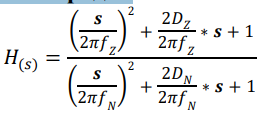 H(s) = ((s / 2πf_Z)^2 + (2D_Z / 2πf_Z) * s + 1) / ((s / 2πf_N)^2 + (2D_N / 2πf_N) * s + 1)